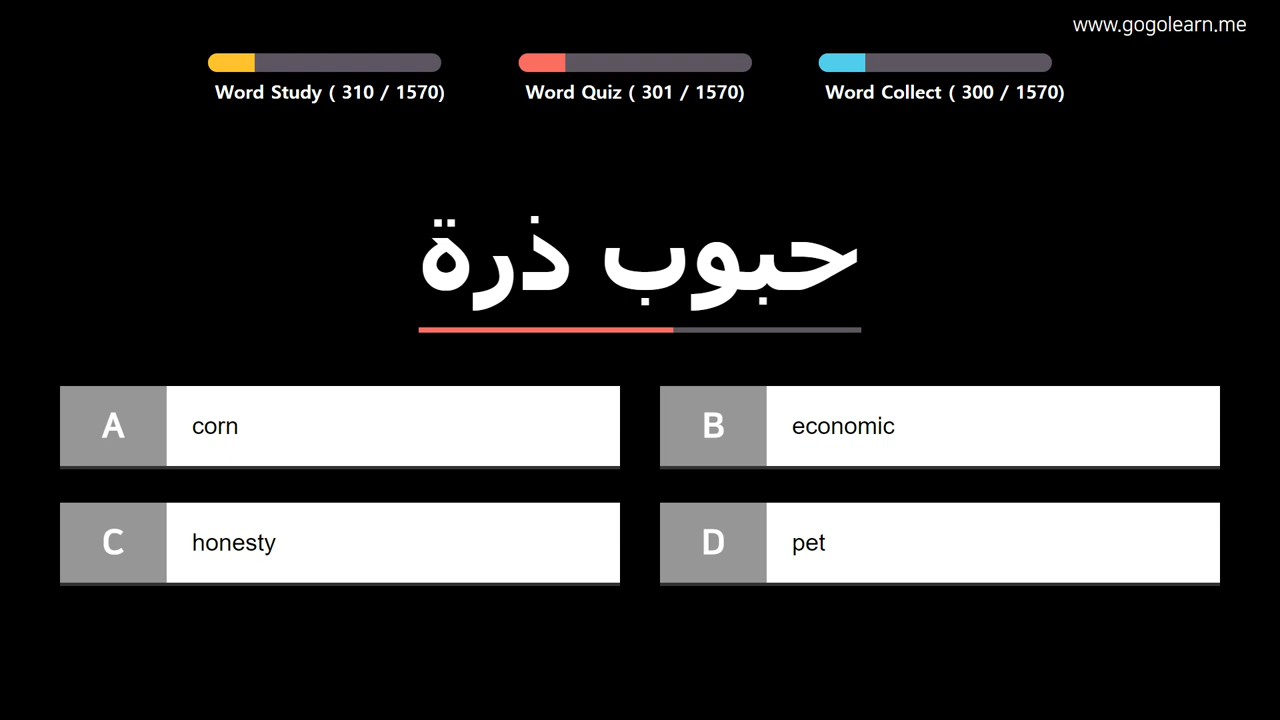 www.gogolearn.me
Word Study ( 310 / 1570)
Word Quiz ( 301 / 1570)
Word Collect ( 300 / 1570)
حبوب ذرة
A corn
B economic
C honesty
D pet